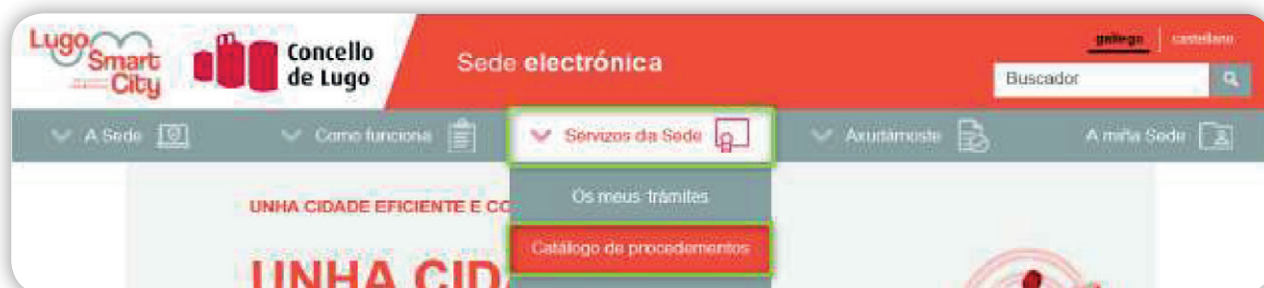 Lugo
Smart
City
Concello
de Lugo
Sede electrónica
gallego castellano
Buscador
A Sede
Como funciona
Servizos da Sede
Axudámoste
A miña Sede
Os meus trámites
Catálogo de procedementos
UNHA CIDADE EFICIENTE E CO
UNHA CID